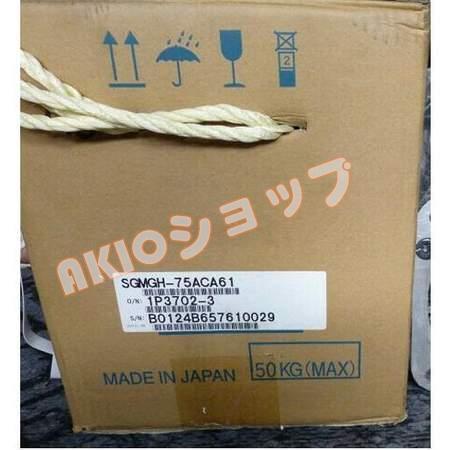 2
AKIOショップ
SGMGH-75ACA61
O/N: 1P3702-3
S/N: B0124B657610029
MADE IN JAPAN
50KG(MAX)